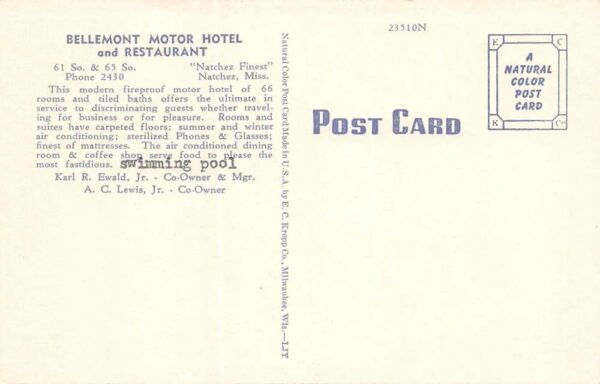 BELLEMONT MOTOR HOTEL
and RESTAURANT
61 So. & 65 So. "Natchez Finest"
Phone 2430 Natchez, Miss.
This modern fireproof motor hotel of 66
rooms and tiled baths offers the ultimate in
service to discriminating guests whether travel-
ing for business or for pleasure. Rooms and
suites have carpeted floors; summer and winter
air conditioning; sterilized Phones & Glasses;
finest of mattresses. The air conditioned dining
room & coffee shop serve food to please the
most fastidious. swimming pool
Karl R. Ewald, Jr. - Co-Owner & Mgr.
A. C. Lewis, Jr. - Co-Owner
Natural Color Post Card Made in U.S.A. by E. C. Kropp Co., Milwaukee, Wis.—LJY
23510N
POST CARD
E C
A
NATURAL
COLOR
POST
CARD
K Co